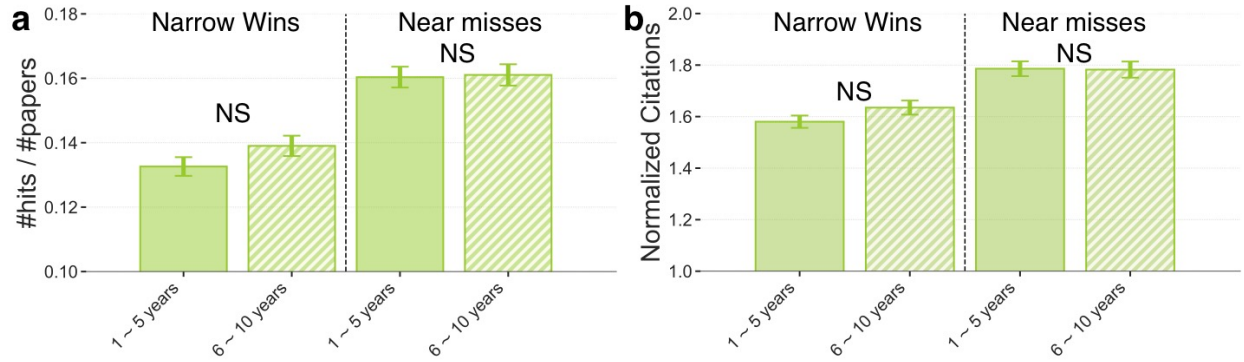 a
Narrow Wins
Near misses
#hits / #papers
0.18
0.16
0.14
0.12
0.10
NS
NS
1 ~ 5 years
6 ~ 10 years
1 ~ 5 years
6 ~ 10 years
b
Narrow Wins
Near misses
Normalized Citations
2.0
1.8
1.6
1.4
1.2
1.0
NS
NS
1 ~ 5 years
6 ~ 10 years
1 ~ 5 years
6 ~ 10 years